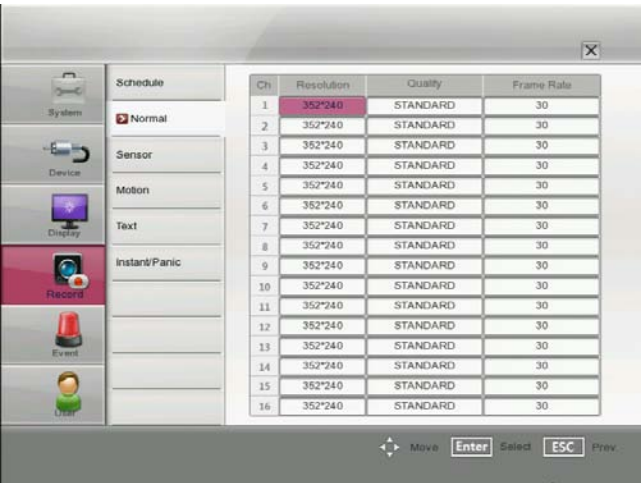 System
Device
Display
Record
Event
User
Schedule
Normal
Sensor
Motion
Text
Instant/Panic
Ch Resolution Quality Frame Rate
1 352*240 STANDARD 30
2 352*240 STANDARD 30
3 352*240 STANDARD 30
4 352*240 STANDARD 30
5 352*240 STANDARD 30
6 352*240 STANDARD 30
7 352*240 STANDARD 30
8 352*240 STANDARD 30
9 352*240 STANDARD 30
10 352*240 STANDARD 30
11 352*240 STANDARD 30
12 352*240 STANDARD 30
13 352*240 STANDARD 30
14 352*240 STANDARD 30
15 352*240 STANDARD 30
16 352*240 STANDARD 30
Move Enter Select ESC Prev.